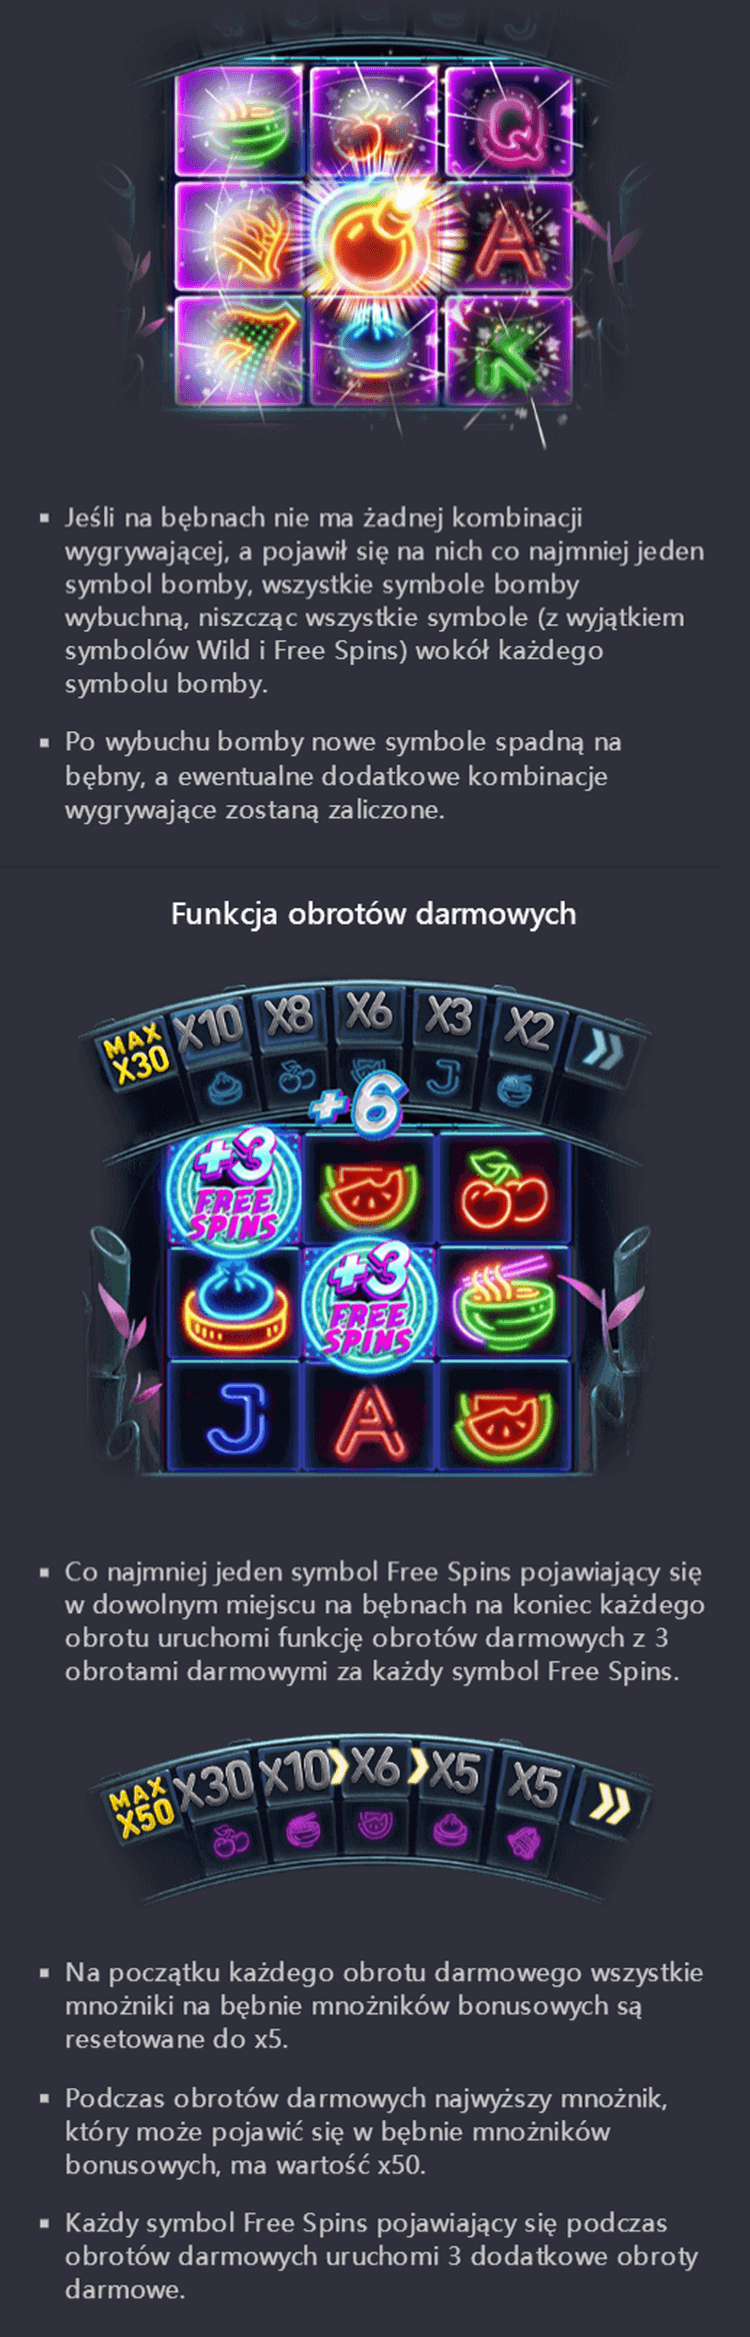 Q
A
7
K
Jeśli na bębnach nie ma żadnej kombinacji
wygrywającej, a pojawił się na nich co najmniej jeden
symbol bomby, wszystkie symbole bomby
wybuchną, niszcząc wszystkie symbole (z wyjątkiem
symbolów Wild i Free Spins) wokół każdego
symbolu bomby.
Po wybuchu bomby nowe symbole spadną na
bębny, a ewentualne dodatkowe kombinacje
wygrywające zostaną zaliczone.
Funkcja obrotów darmowych
MAX X10 X8 X6 X3 X2
X30
J
+6
+3
FREE
SPINS
+3
FREE
SPINS
J A
Co najmniej jeden symbol Free Spins pojawiający się
w dowolnym miejscu na bębnach na koniec każdego
obrotu uruchomi funkcję obrotów darmowych z 3
obrotami darmowymi za każdy symbol Free Spins.
MAX X30 X10 X6 X5 X5
X50
Na początku każdego obrotu darmowego wszystkie
mnożniki na bębnie mnożników bonusowych są
resetowane do x5.
Podczas obrotów darmowych najwyższy mnożnik,
który może pojawić się w bębnie mnożników
bonusowych, ma wartość x50.
Każdy symbol Free Spins pojawiający się podczas
obrotów darmowych uruchomi 3 dodatkowe obroty
darmowe.